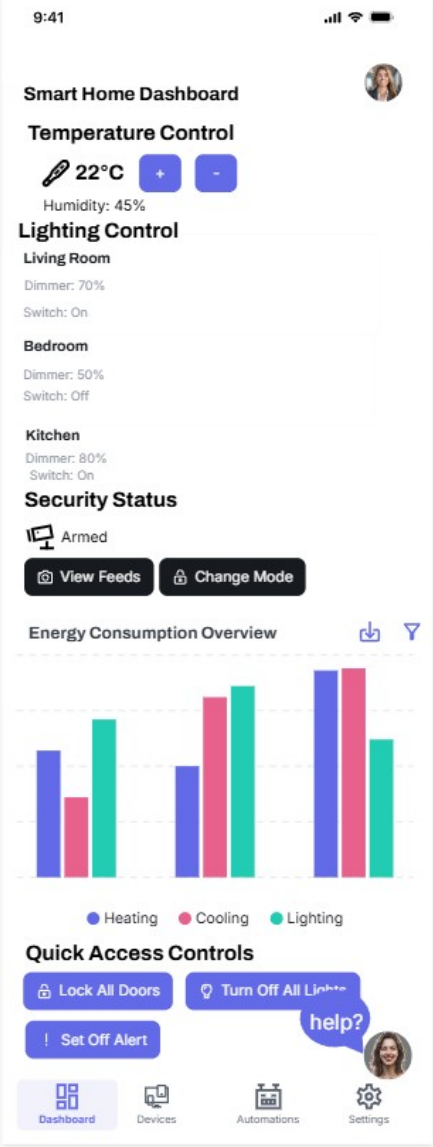 9:41
Smart Home Dashboard
Temperature Control
22°C + -
Humidity: 45%
Lighting Control
Living Room
Dimmer: 70%
Switch: On
Bedroom
Dimmer: 50%
Switch: Off
Kitchen
Dimmer: 80%
Switch: On
Security Status
Armed
View Feeds Change Mode
Energy Consumption Overview
Heating Cooling Lighting
Quick Access Controls
Lock All Doors Turn Off All Lights
help?
! Set Off Alert
Dashboard Devices Automations Settings